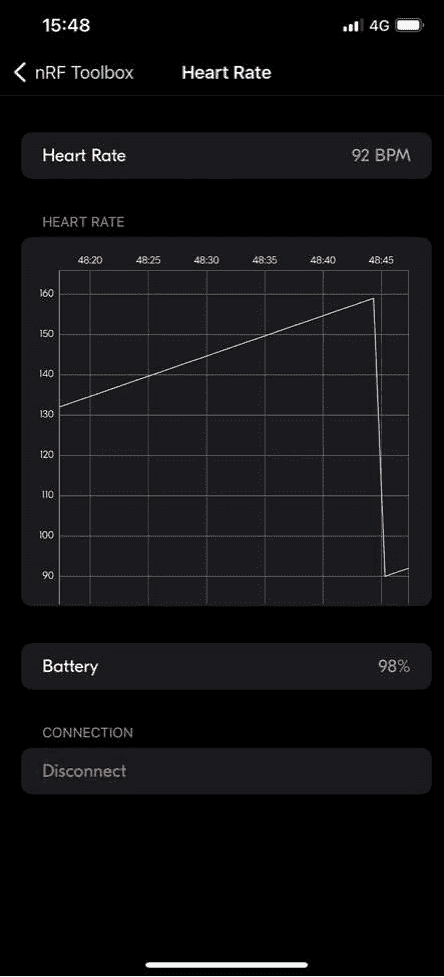 15:48 4G
nRF Toolbox Heart Rate
Heart Rate 92 BPM
HEART RATE
48:20 48:25 48:30 48:35 48:40 48:45
160
150
140
130
120
110
100
90
Battery 98%
CONNECTION
Disconnect